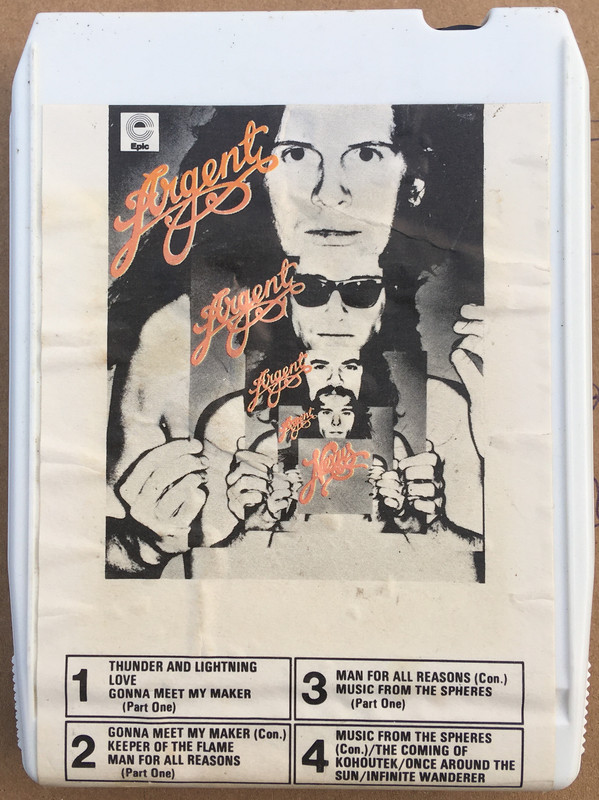 Epic
Argent
Argent
Argent
Argent
Nexus
1
THUNDER AND LIGHTNING
LOVE
GONNA MEET MY MAKER
(Part One)
2
GONNA MEET MY MAKER (Con.)
KEEPER OF THE FLAME
MAN FOR ALL REASONS
(Part One)
3
MAN FOR ALL REASONS (Con.)
MUSIC FROM THE SPHERES
(Part One)
4
MUSIC FROM THE SPHERES
(Con.)/THE COMING OF
KOHOUTEK/ONCE AROUND THE
SUN/INFINITE WANDERER